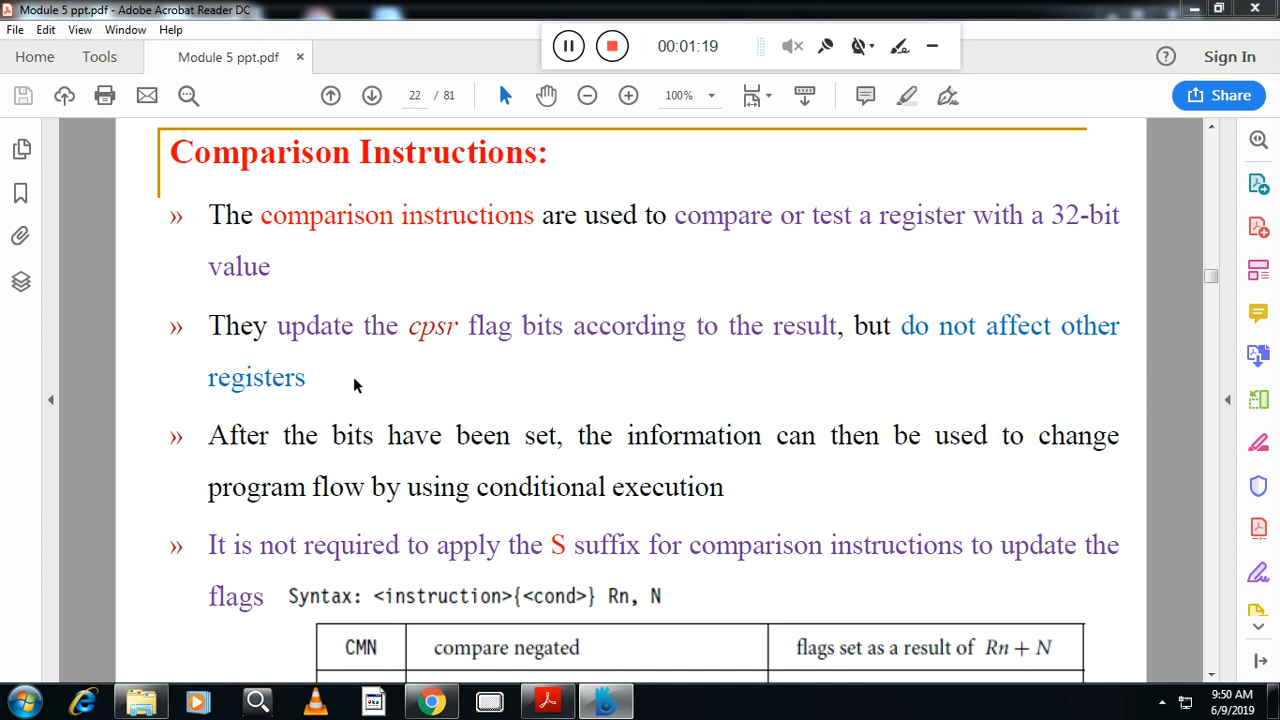 Module 5 ppt.pdf - Adobe Acrobat Reader DC
File Edit View Window Help
00:01:19
Home Tools Module 5 ppt.pdf × Sign In
22 / 81 100% Share
Comparison Instructions:
» The comparison instructions are used to compare or test a register with a 32-bit
value
» They update the cpsr flag bits according to the result, but do not affect other
registers
» After the bits have been set, the information can then be used to change
program flow by using conditional execution
» It is not required to apply the S suffix for comparison instructions to update the
flags Syntax: <instruction>{<cond>} Rn, N
CMN compare negated flags set as a result of Rn + N
9:50 AM
6/9/2019